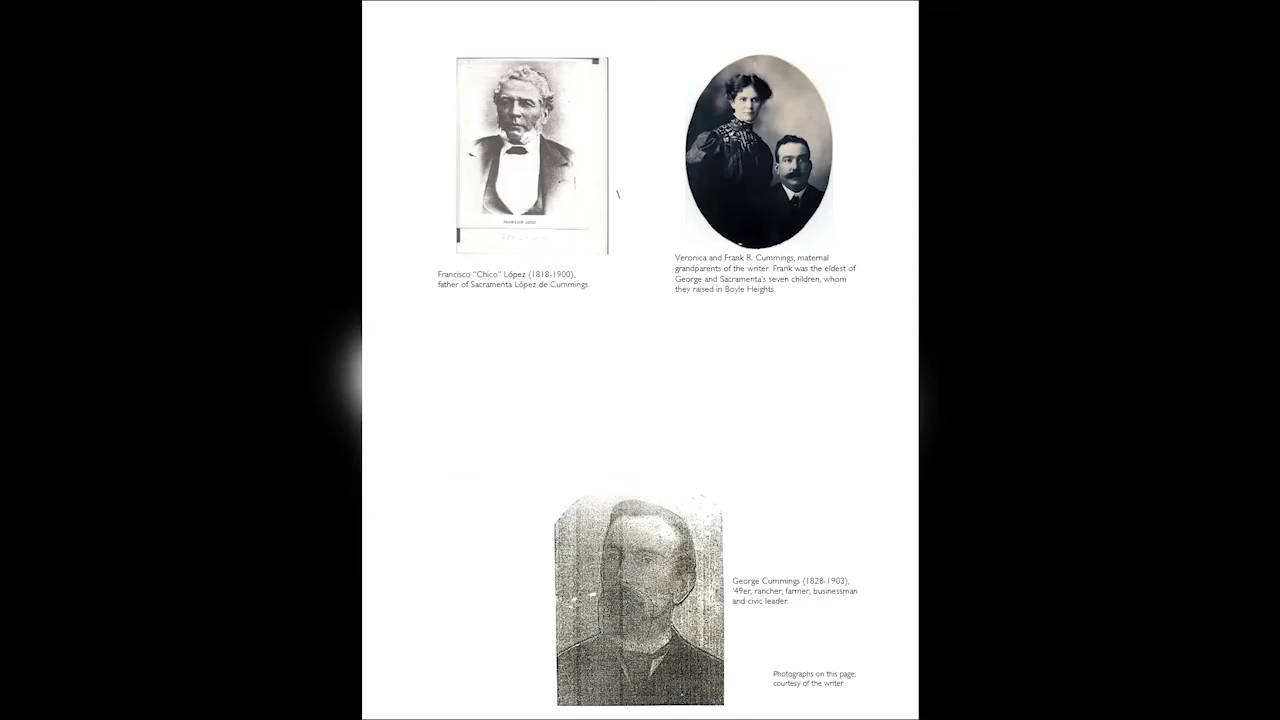 FRANCISCO LOPEZ
Francisco “Chico” López (1818-1900),
father of Sacramenta López de Cummings.
Veronica and Frank R. Cummings, maternal
grandparents of the writer. Frank was the eldest of
George and Sacramenta’s seven children, whom
they raised in Boyle Heights.
George Cummings (1828-1903),
‘49er, rancher, farmer, businessman
and civic leader.
Photographs on this page,
courtesy of the writer